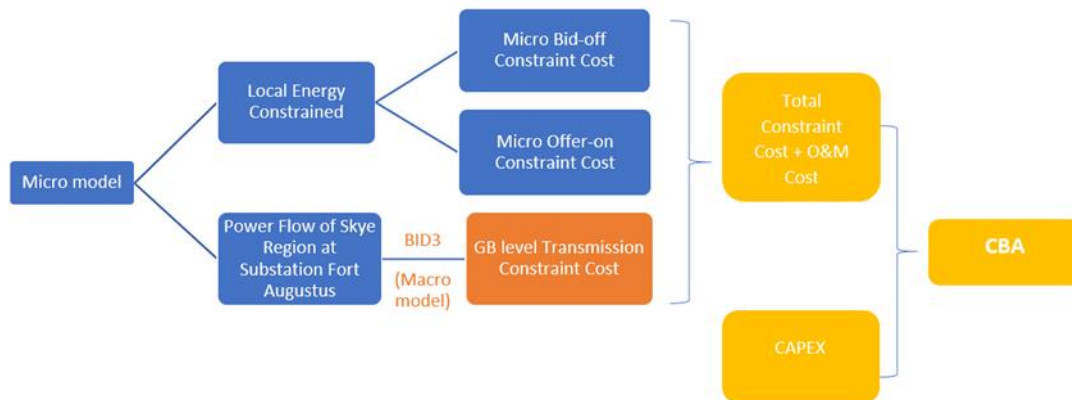 Micro model
Local Energy
Constrained
Power Flow of Skye
Region at
Substation Fort
Augustus
Micro Bid-off
Constraint Cost
Micro Offer-on
Constraint Cost
BID3
(Macro
model)
GB level Transmission
Constraint Cost
Total
Constraint
Cost + O&M
Cost
CAPEX
CBA